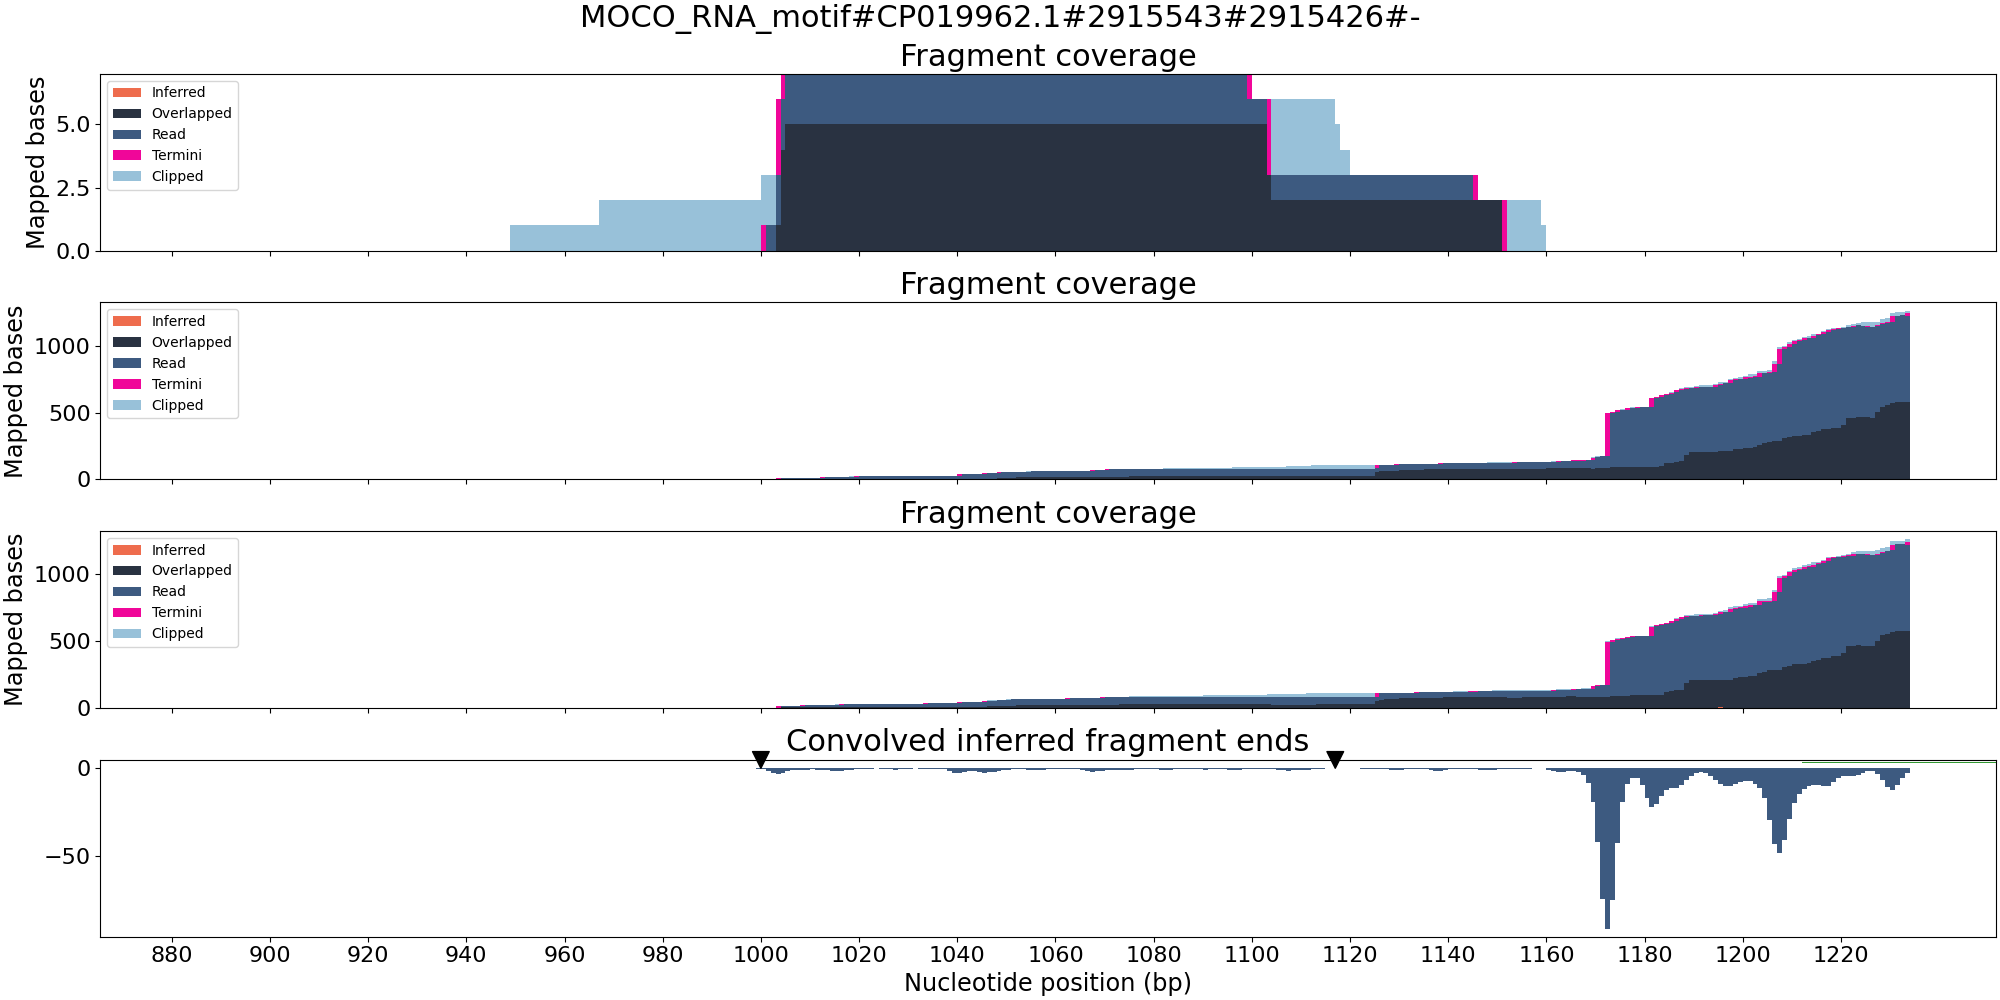 MOCO_RNA_motif#CP019962.1#2915543#2915426#-
Fragment coverage
Mapped bases
5.0
2.5
0.0
Inferred
Overlapped
Read
Termini
Clipped
Fragment coverage
Mapped bases
1000
500
0
Inferred
Overlapped
Read
Termini
Clipped
Fragment coverage
Mapped bases
1000
500
0
Inferred
Overlapped
Read
Termini
Clipped
Convolved inferred fragment ends
0
−50
880 900 920 940 960 980 1000 1020 1040 1060 1080 1100 1120 1140 1160 1180 1200 1220
Nucleotide position (bp)